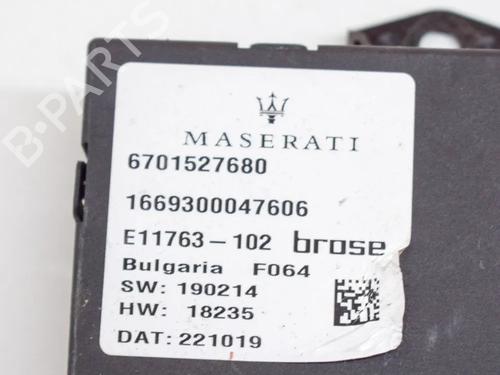 B-PARTS
MASERATI
6701527680
1669300047606
E11763-102 brose
Bulgaria F064
SW: 190214
HW: 18235
DAT: 221019